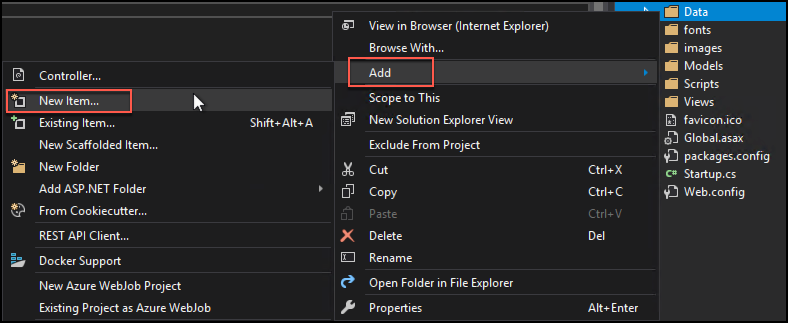 View in Browser (Internet Explorer)
Browse With...
Add
Scope to This
New Solution Explorer View
Exclude From Project
Cut Ctrl+X
Copy Ctrl+C
Paste Ctrl+V
Delete Del
Rename
Open Folder in File Explorer
Properties Alt+Enter
Controller...
New Item...
Existing Item... Shift+Alt+A
New Scaffolded Item...
New Folder
Add ASP.NET Folder
From Cookiecutter...
REST API Client...
Docker Support
New Azure WebJob Project
Existing Project as Azure WebJob
Data
fonts
images
Models
Scripts
Views
favicon.ico
Global.asax
packages.config
C# Startup.cs
Web.config